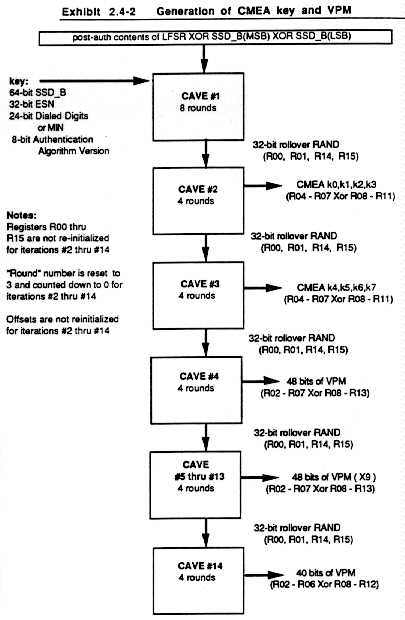 Exhibit 2.4-2 Generation of CMEA key and VPM
post-auth contents of LFSR XOR SSD_B(MSB) XOR SSD_B(LSB)
key:
64-bit SSD_B
32-bit ESN
24-bit Dialed Digits
or MIN
8-bit Authentication
Algorithm Version
CAVE #1
8 rounds
32-bit rollover RAND
(R00, R01, R14, R15)
CAVE #2
4 rounds
CMEA k0,k1,k2,k3
(R04 - R07 Xor R08 - R11)
Notes:
Registers R00 thru
R15 are not re-initialized
for iterations #2 thru #14
"Round" number is reset to
3 and counted down to 0 for
iterations #2 thru #14
Offsets are not reinitialized
for iterations #2 thru #14
32-bit rollover RAND
(R00, R01, R14, R15)
CAVE #3
4 rounds
CMEA k4,k5,k6,k7
(R04 - R07 Xor R08 - R11)
32-bit rollover RAND
(R00, R01, R14, R15)
CAVE #4
4 rounds
48 bits of VPM
(R02 - R07 Xor R08 - R13)
32-bit rollover RAND
(R00, R01, R14, R15)
CAVE
#5 thru #13
4 rounds
48 bits of VPM ( X9 )
(R02 - R07 Xor R08 - R13)
32-bit rollover RAND
(R00, R01, R14, R15)
CAVE #14
4 rounds
40 bits of VPM
(R02 - R06 Xor R08 - R12)